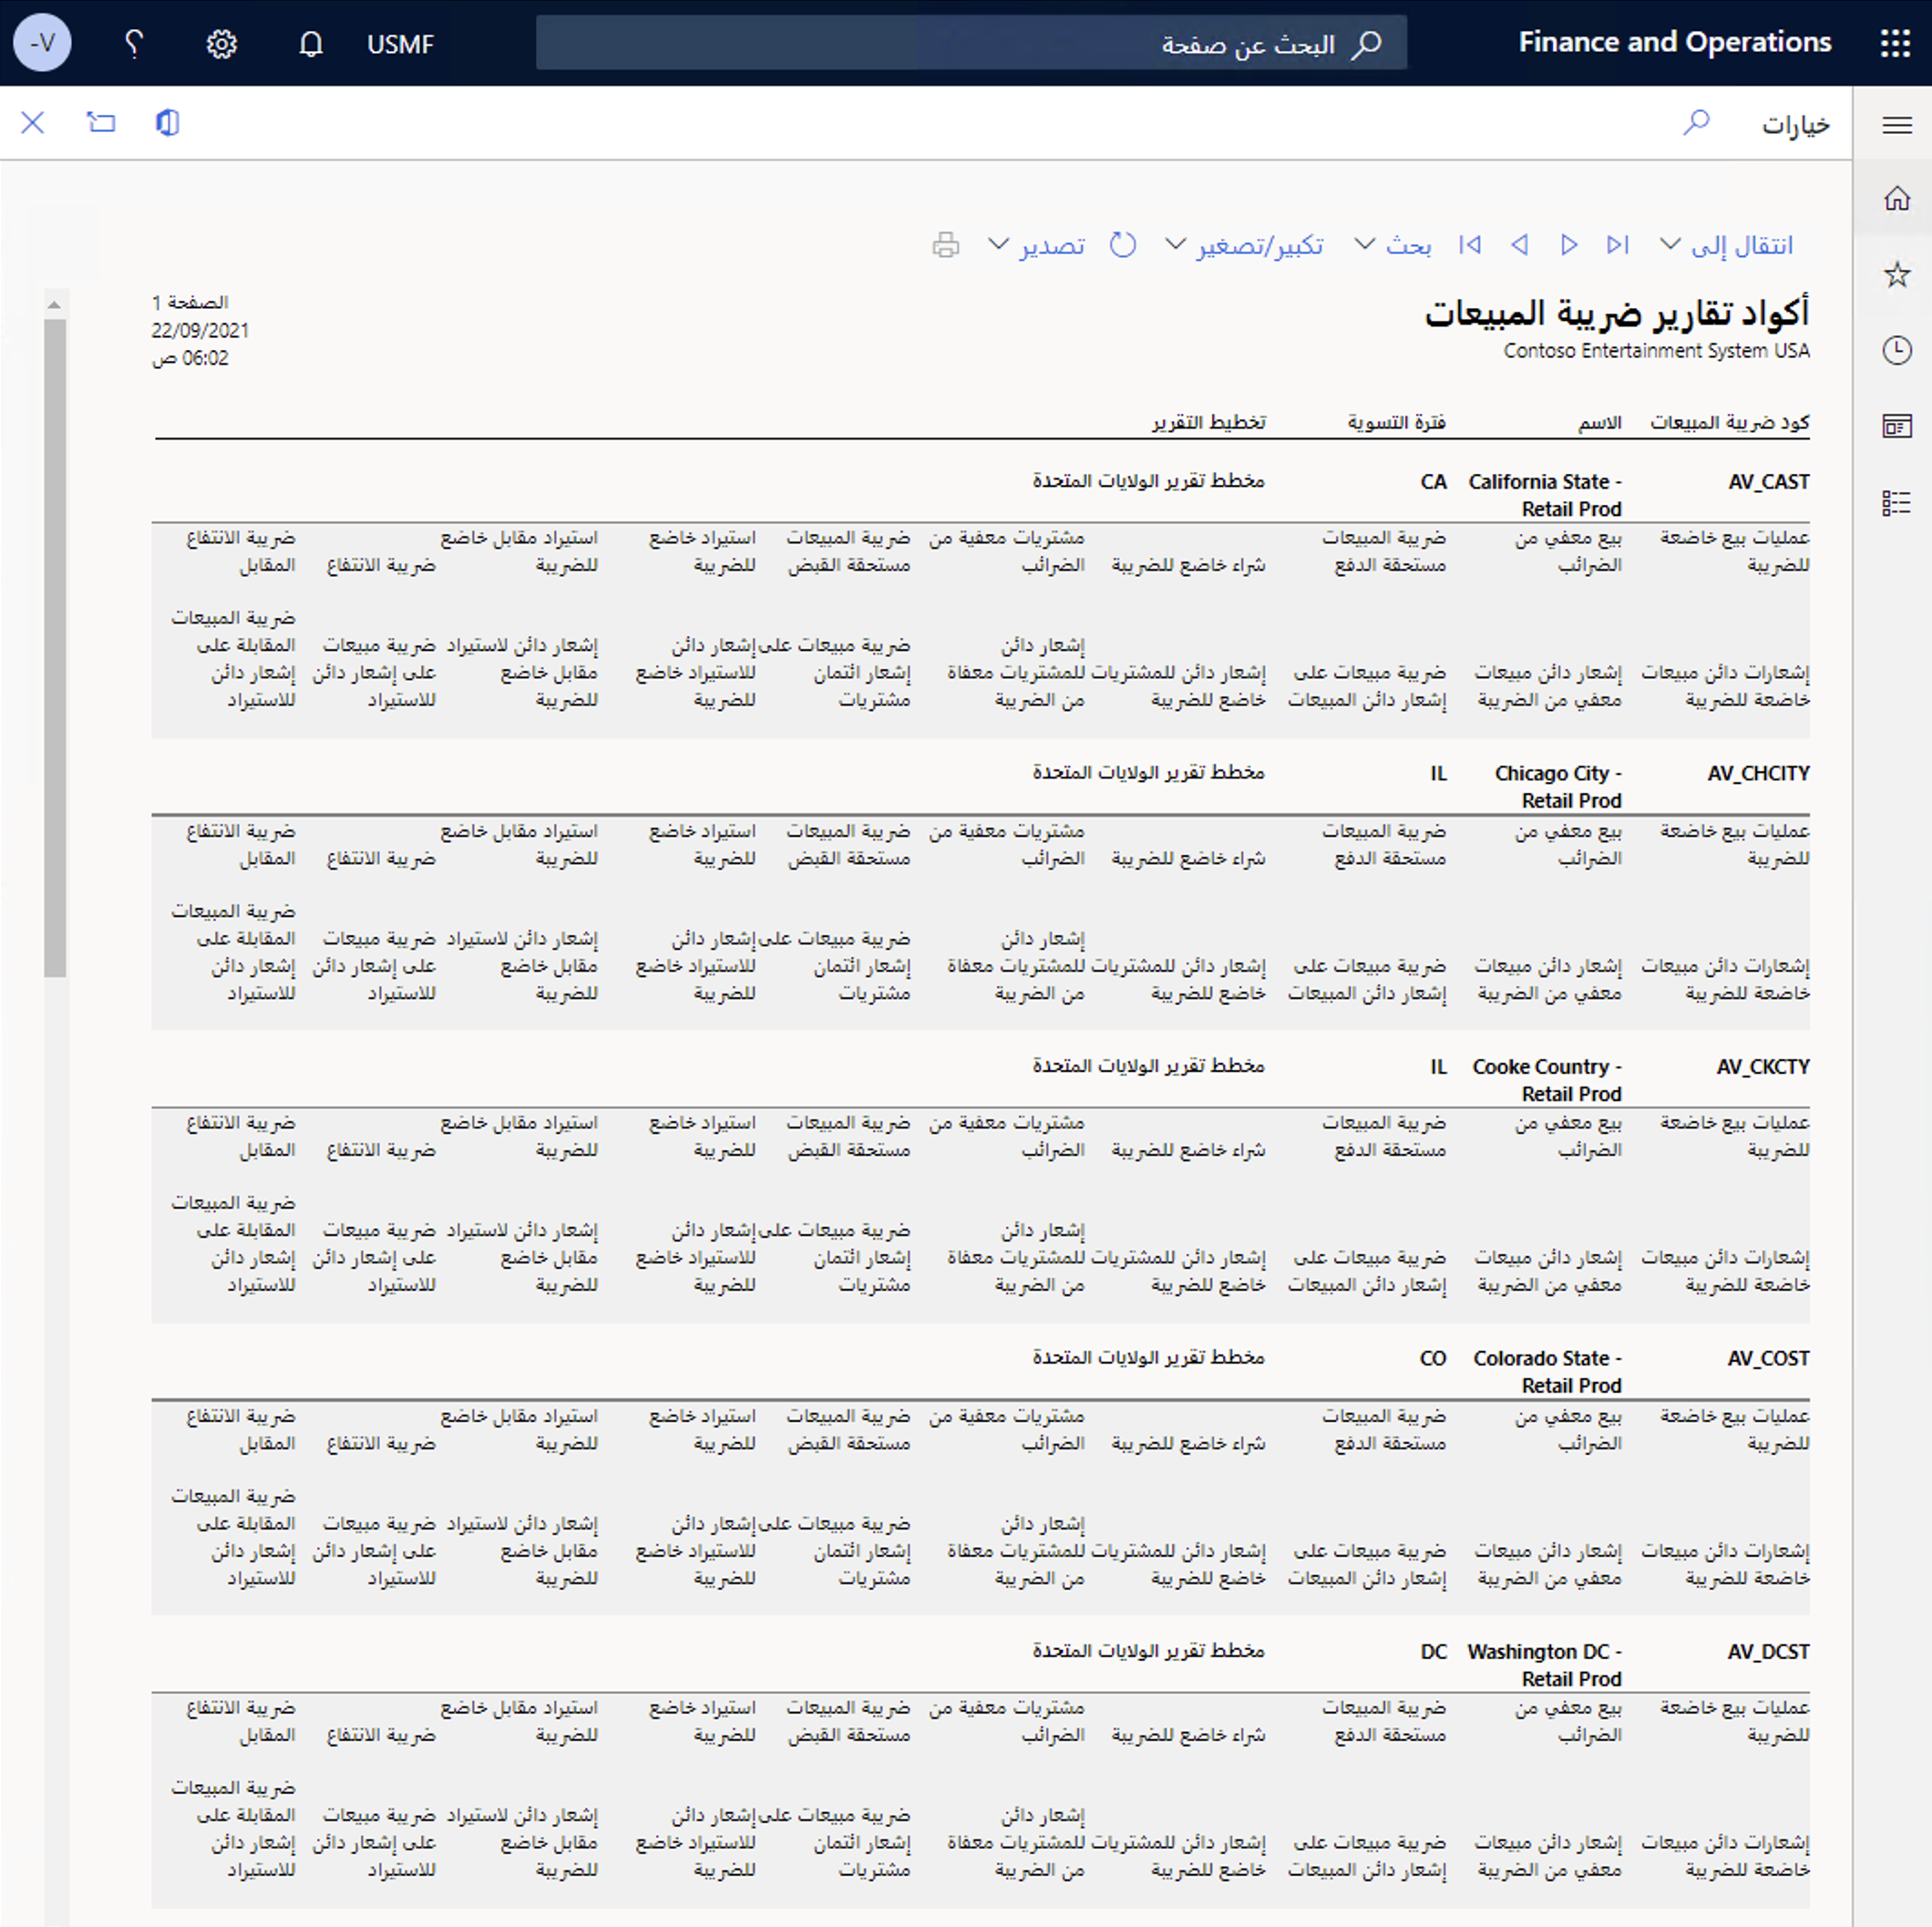 Finance and Operations
البحث عن صفحة
USMF
-V
خيارات
انتقال إلى
بحث
تكبير/تصغير
تصدير
أكواد تقارير ضريبة المبيعات
Contoso Entertainment System USA
الصفحة 1
22/09/2021
06:02 ص
كود ضريبة المبيعات الاسم فترة التسوية تخطيط التقرير
AV_CAST California State - CA مخطط تقرير الولايات المتحدة
Retail Prod
عمليات بيع خاضعة بيع معفي من ضريبة المبيعات مشتريات معفية من ضريبة المبيعات استيراد خاضع استيراد مقابل خاضع ضريبة الانتفاع
للضريبة الضرائب مستحقة الدفع شراء خاضع للضريبة الضرائب مستحقة القبض للضريبة للضريبة ضريبة الانتفاع المقابل
ضريبة المبيعات
إشعار دائن ضريبة مبيعات على إشعار دائن إشعار دائن لاستيراد ضريبة مبيعات المقابلة على
إشعارات دائن مبيعات إشعار دائن مبيعات ضريبة مبيعات على إشعار دائن للمشتريات للمشتريات معفاة إشعار ائتمان للاستيراد خاضع مقابل خاضع على إشعار دائن إشعار دائن
خاضعة للضريبة معفي من الضريبة إشعار دائن المبيعات خاضع للضريبة من الضريبة مشتريات للضريبة للضريبة للاستيراد للاستيراد
AV_CHCITY Chicago City - IL مخطط تقرير الولايات المتحدة
Retail Prod
عمليات بيع خاضعة بيع معفي من ضريبة المبيعات مشتريات معفية من ضريبة المبيعات استيراد خاضع استيراد مقابل خاضع ضريبة الانتفاع
للضريبة الضرائب مستحقة الدفع شراء خاضع للضريبة الضرائب مستحقة القبض للضريبة للضريبة ضريبة الانتفاع المقابل
ضريبة المبيعات
إشعار دائن ضريبة مبيعات على إشعار دائن إشعار دائن لاستيراد ضريبة مبيعات المقابلة على
إشعارات دائن مبيعات إشعار دائن مبيعات ضريبة مبيعات على إشعار دائن للمشتريات للمشتريات معفاة إشعار ائتمان للاستيراد خاضع مقابل خاضع على إشعار دائن إشعار دائن
خاضعة للضريبة معفي من الضريبة إشعار دائن المبيعات خاضع للضريبة من الضريبة مشتريات للضريبة للضريبة للاستيراد للاستيراد
AV_CKCTY Cooke Country - IL مخطط تقرير الولايات المتحدة
Retail Prod
عمليات بيع خاضعة بيع معفي من ضريبة المبيعات مشتريات معفية من ضريبة المبيعات استيراد خاضع استيراد مقابل خاضع ضريبة الانتفاع
للضريبة الضرائب مستحقة الدفع شراء خاضع للضريبة الضرائب مستحقة القبض للضريبة للضريبة ضريبة الانتفاع المقابل
ضريبة المبيعات
إشعار دائن ضريبة مبيعات على إشعار دائن إشعار دائن لاستيراد ضريبة مبيعات المقابلة على
إشعارات دائن مبيعات إشعار دائن مبيعات ضريبة مبيعات على إشعار دائن للمشتريات للمشتريات معفاة إشعار ائتمان للاستيراد خاضع مقابل خاضع على إشعار دائن إشعار دائن
خاضعة للضريبة معفي من الضريبة إشعار دائن المبيعات خاضع للضريبة من الضريبة مشتريات للضريبة للضريبة للاستيراد للاستيراد
AV_COST Colorado State - CO مخطط تقرير الولايات المتحدة
Retail Prod
عمليات بيع خاضعة بيع معفي من ضريبة المبيعات مشتريات معفية من ضريبة المبيعات استيراد خاضع استيراد مقابل خاضع ضريبة الانتفاع
للضريبة الضرائب مستحقة الدفع شراء خاضع للضريبة الضرائب مستحقة القبض للضريبة للضريبة ضريبة الانتفاع المقابل
ضريبة المبيعات
إشعار دائن ضريبة مبيعات على إشعار دائن إشعار دائن لاستيراد ضريبة مبيعات المقابلة على
إشعارات دائن مبيعات إشعار دائن مبيعات ضريبة مبيعات على إشعار دائن للمشتريات للمشتريات معفاة إشعار ائتمان للاستيراد خاضع مقابل خاضع على إشعار دائن إشعار دائن
خاضعة للضريبة معفي من الضريبة إشعار دائن المبيعات خاضع للضريبة من الضريبة مشتريات للضريبة للضريبة للاستيراد للاستيراد
AV_DCST Washington DC - DC مخطط تقرير الولايات المتحدة
Retail Prod
عمليات بيع خاضعة بيع معفي من ضريبة المبيعات مشتريات معفية من ضريبة المبيعات استيراد خاضع استيراد مقابل خاضع ضريبة الانتفاع
للضريبة الضرائب مستحقة الدفع شراء خاضع للضريبة الضرائب مستحقة القبض للضريبة للضريبة ضريبة الانتفاع المقابل
ضريبة المبيعات
إشعار دائن ضريبة مبيعات على إشعار دائن إشعار دائن لاستيراد ضريبة مبيعات المقابلة على
إشعارات دائن مبيعات إشعار دائن مبيعات ضريبة مبيعات على إشعار دائن للمشتريات للمشتريات معفاة إشعار ائتمان للاستيراد خاضع مقابل خاضع على إشعار دائن إشعار دائن
خاضعة للضريبة معفي من الضريبة إشعار دائن المبيعات خاضع للضريبة من الضريبة مشتريات للضريبة للضريبة للاستيراد للاستيراد